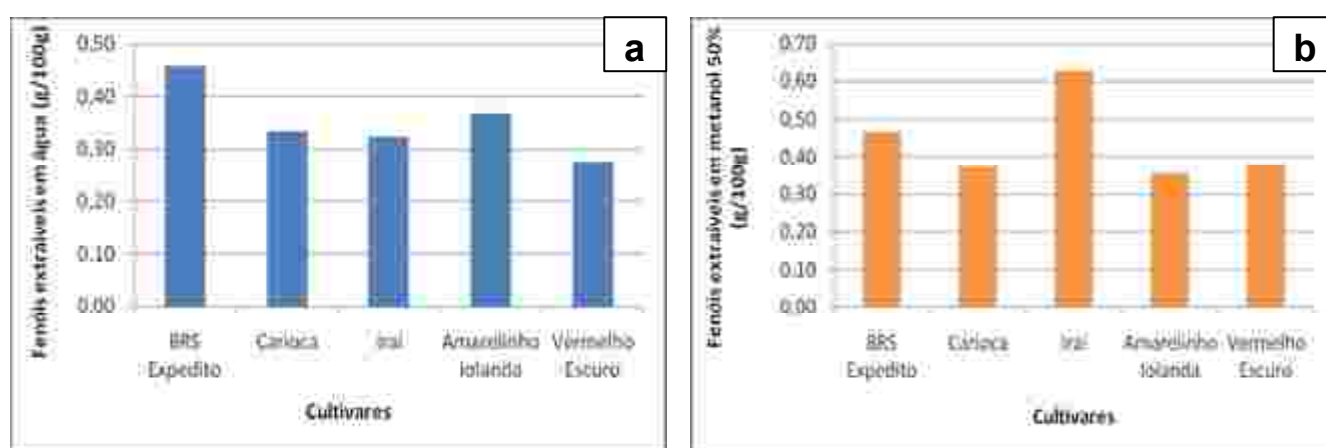 a
Fenóis extraíveis em água (g/100g)
0,50
0,40
0,30
0,20
0,10
0,00
BRS Expedito
Carioca
Iraí
Amarelinho Iolanda
Vermelho Escuro
Cultivares
b
Fenóis extraíveis em metanol 50%
(g/100g)
0,70
0,60
0,50
0,40
0,30
0,20
0,10
0,00
BRS Expedito
Carioca
Iraí
Amarelinho Iolanda
Vermelho Escuro
Cultivares